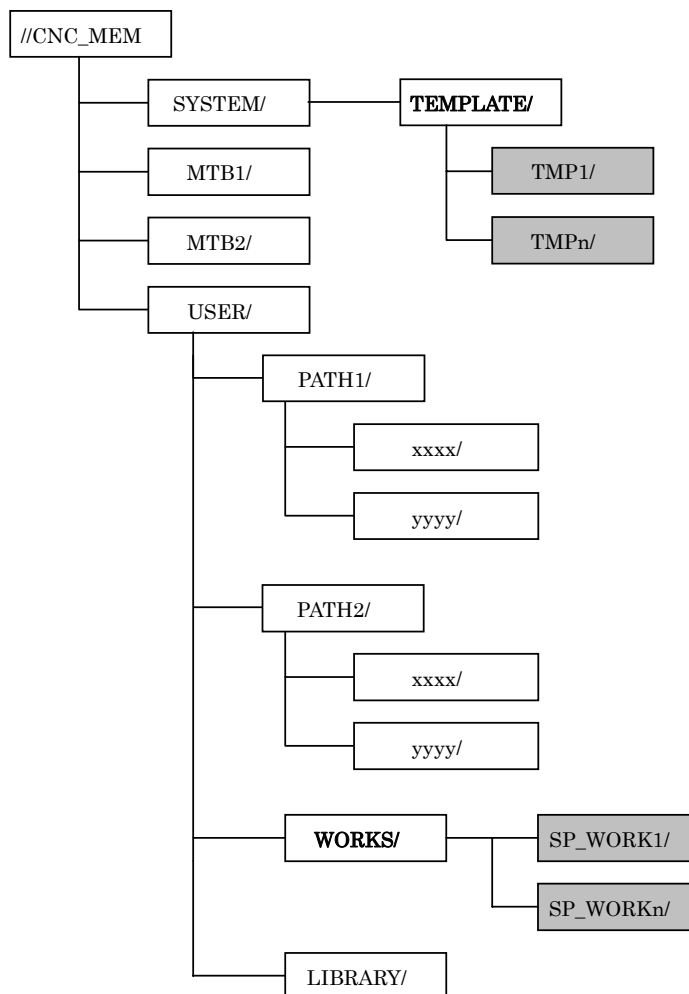 //CNC_MEM
SYSTEM/
TEMPLATE/
TMP1/
MTB1/
TMPn/
MTB2/
USER/
PATH1/
xxxx/
yyyy/
PATH2/
xxxx/
yyyy/
WORKS/
SP_WORK1/
SP_WORKn/
LIBRARY/